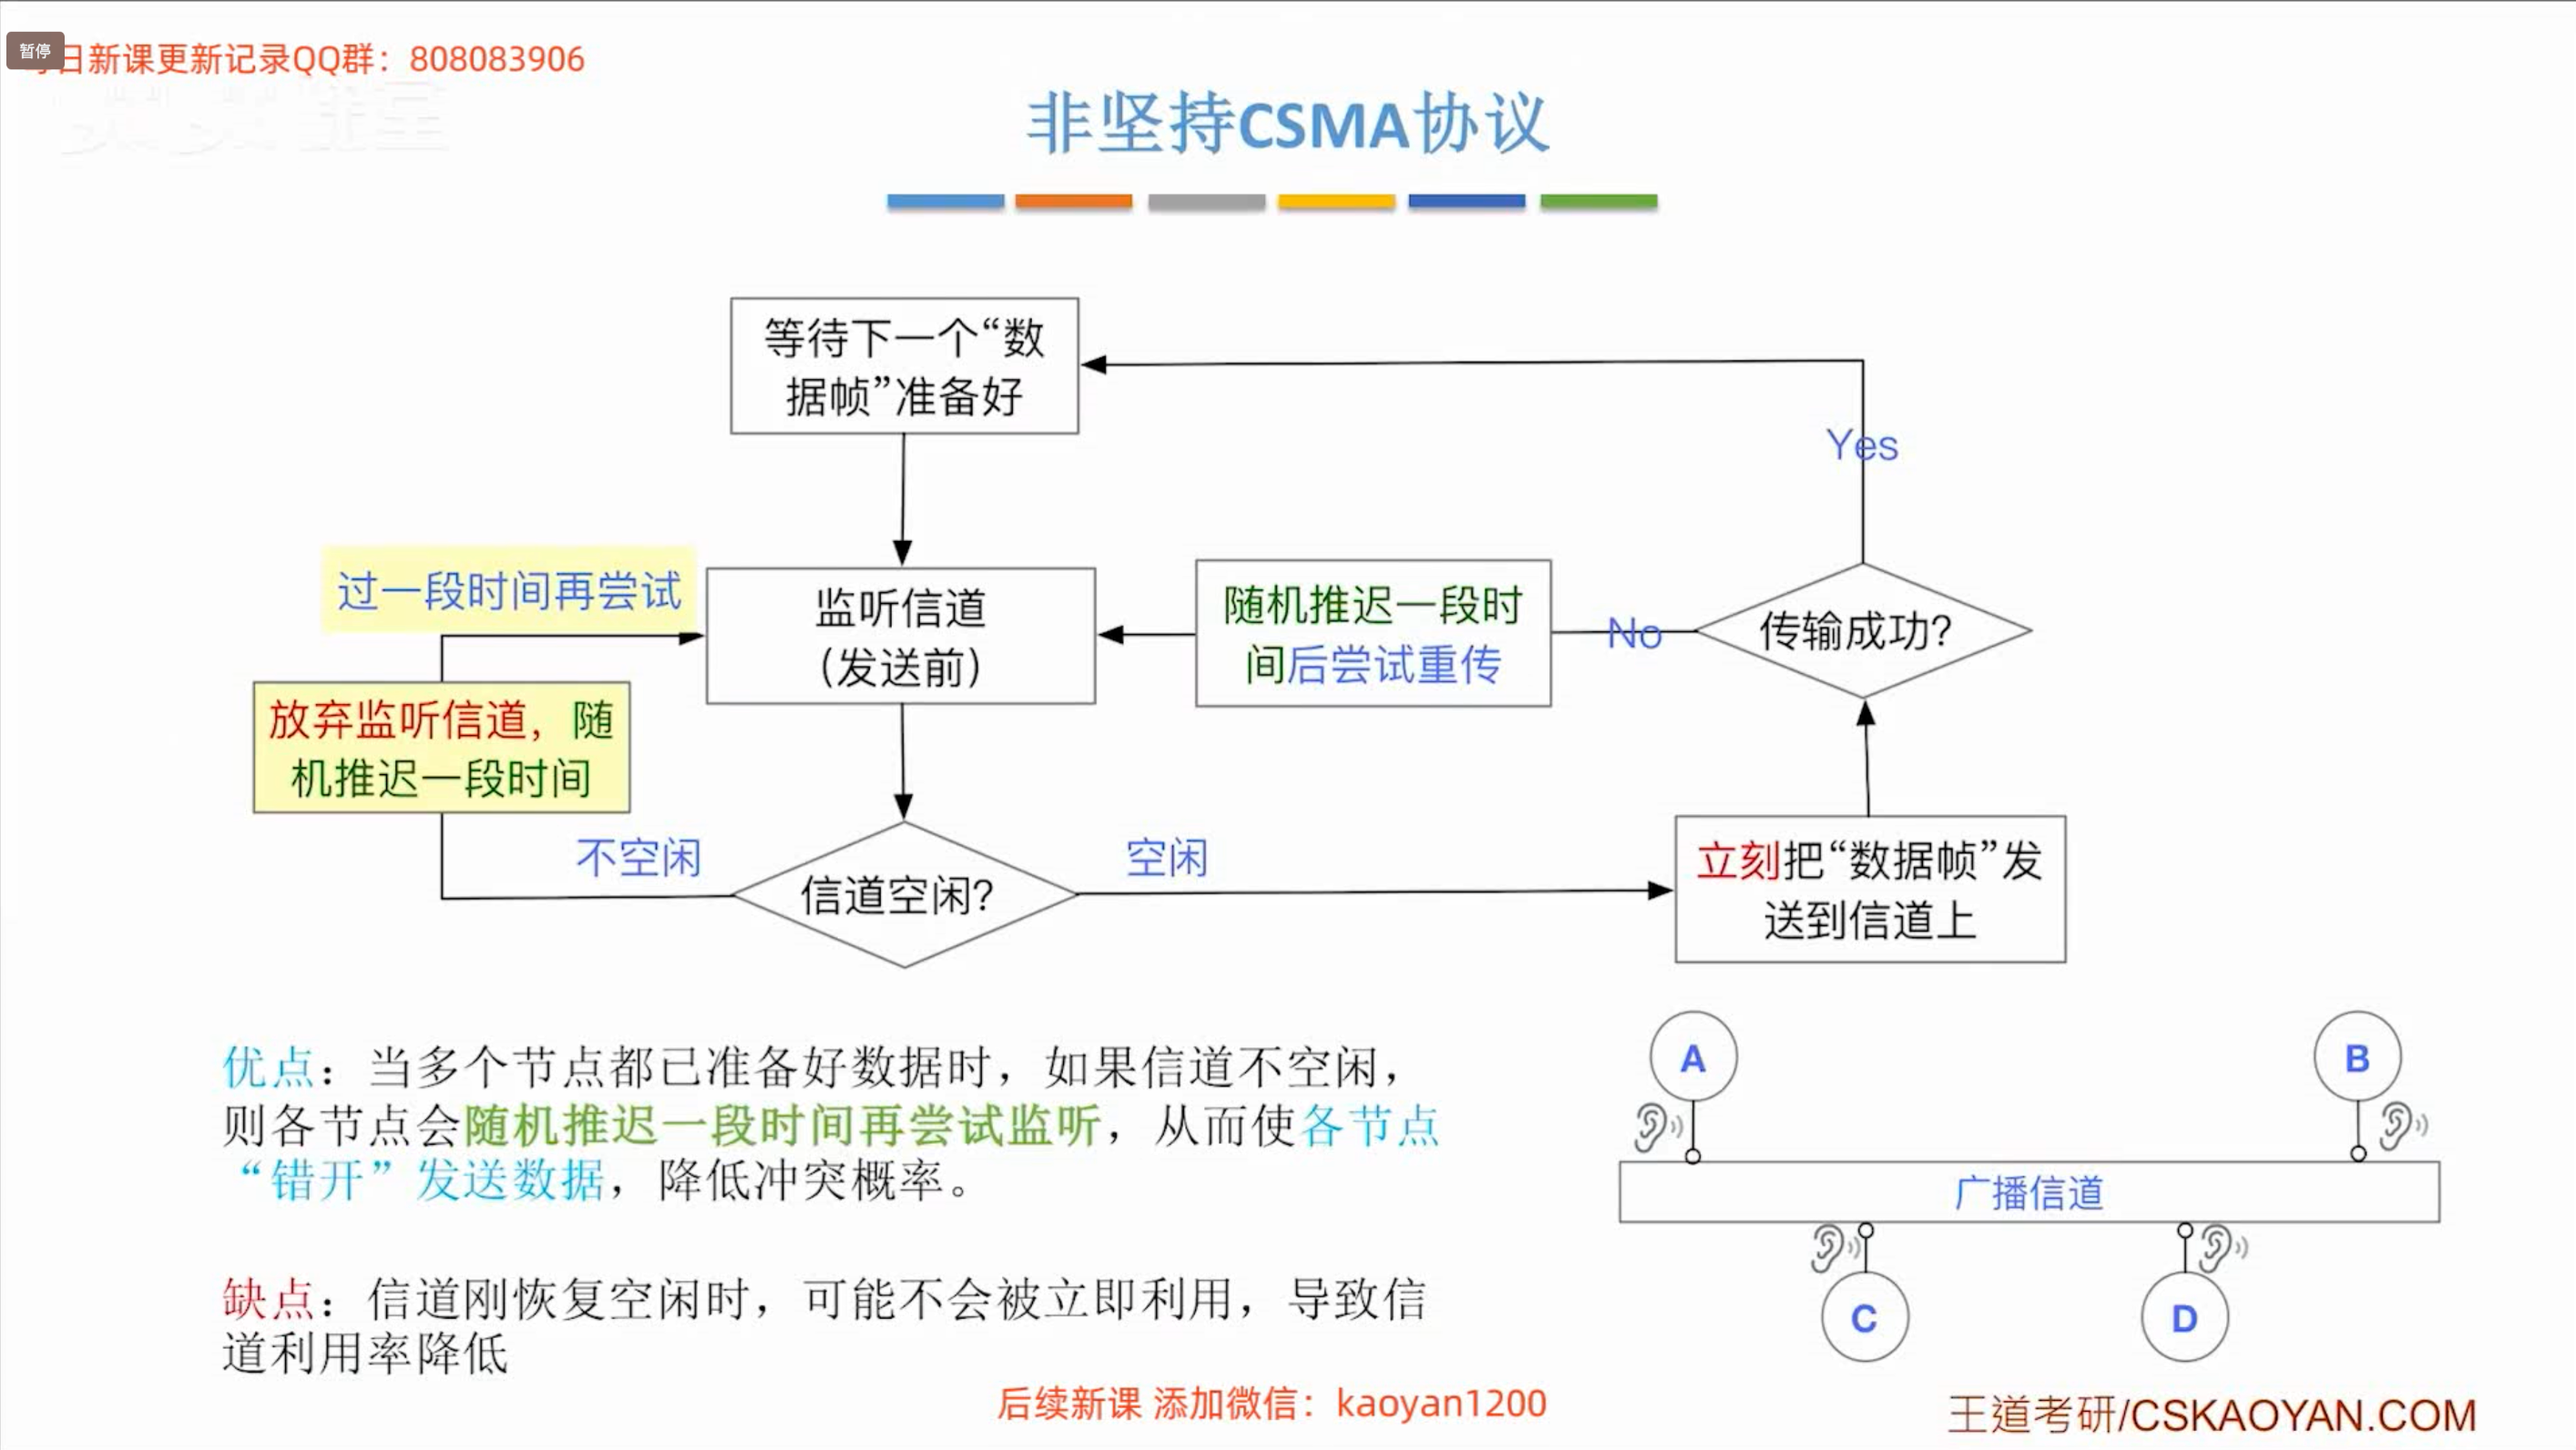 暂停
日新课更新记录QQ群：808083906
非坚持CSMA协议
等待下一个“数
据帧”准备好
Yes
过一段时间再尝试
监听信道
（发送前）
随机推迟一段时
间后尝试重传
No
传输成功？
放弃监听信道，随
机推迟一段时间
不空闲
信道空闲？
空闲
立刻把“数据帧”发
送到信道上
优点：当多个节点都已准备好数据时，如果信道不空闲，
则各节点会随机推迟一段时间再尝试监听，从而使各节点
“错开”发送数据，降低冲突概率。
缺点：信道刚恢复空闲时，可能不会被立即利用，导致信
道利用率降低
A
B
广播信道
C
D
后续新课 添加微信：kaoyan1200
王道考研/CSKAOYAN.COM